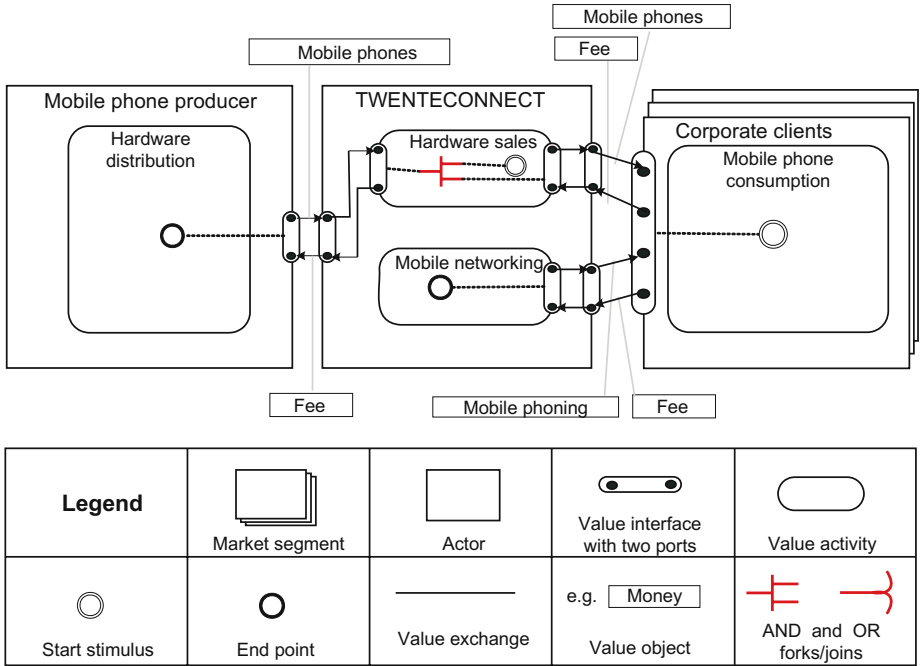 Mobile phones
Mobile phones
Fee
Mobile phone producer
TWENTECONNECT
Corporate clients
Hardware
distribution
Hardware sales
Mobile phone
consumption
Mobile networking
Fee
Mobile phoning
Fee
Legend
Market segment
Actor
Value interface
with two ports
Value activity
Start stimulus
End point
Value exchange
e.g. Money
Value object
AND and OR
forks/joins